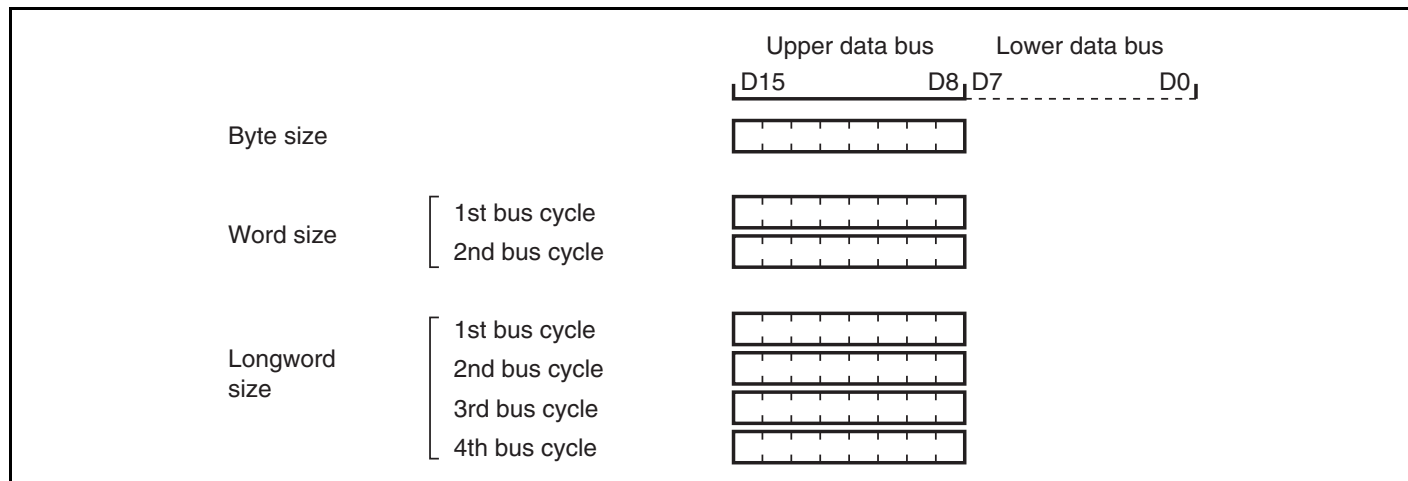 Upper data bus Lower data bus
D15 D8 D7 D0
Byte size
Word size
1st bus cycle
2nd bus cycle
Longword
size
1st bus cycle
2nd bus cycle
3rd bus cycle
4th bus cycle